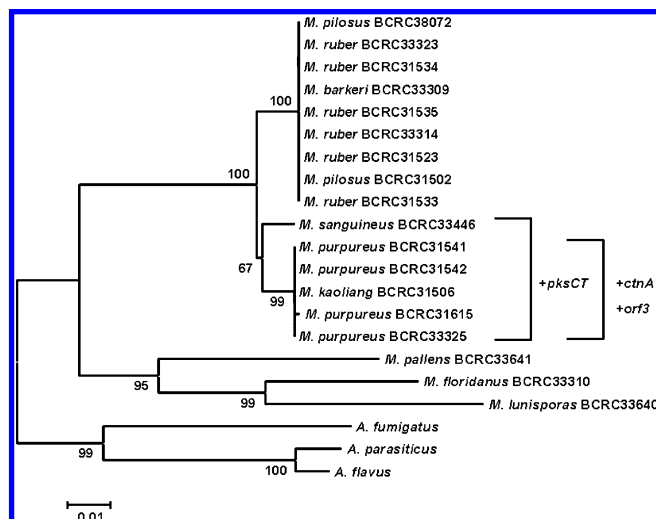 M. pilosus BCRC38072
M. ruber BCRC33323
M. ruber BCRC31534
M. barkeri BCRC33309
100
M. ruber BCRC31535
M. ruber BCRC33314
M. ruber BCRC31523
100
M. pilosus BCRC31502
M. ruber BCRC31533
M. sanguineus BCRC33446
M. purpureus BCRC31541
67
M. purpureus BCRC31542
+pksCT
+ctnA
M. kaoliang BCRC31506
99
+orf3
M. purpureus BCRC31615
M. purpureus BCRC33325
M. pallens BCRC33641
95
M. floridanus BCRC33310
99
M. lunisporas BCRC33640
A. fumigatus
99
A. parasiticus
100
A. flavus
0.01